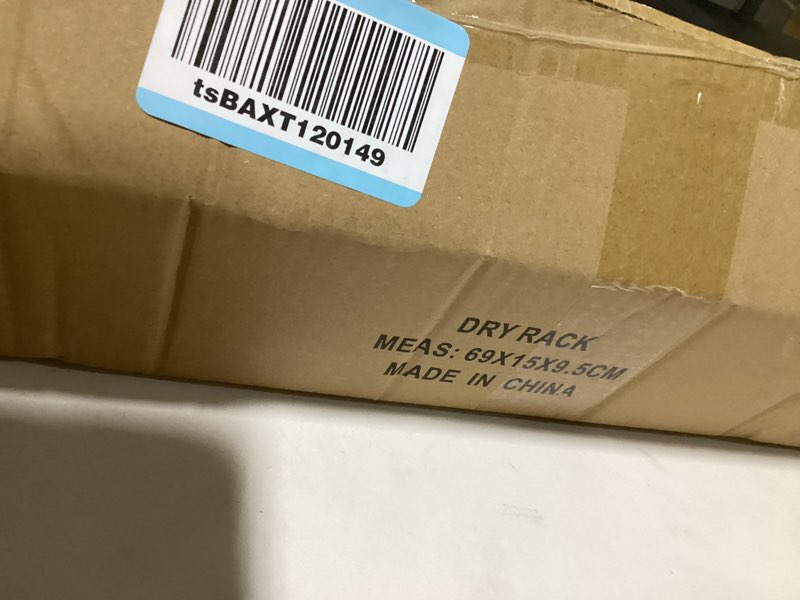 tsBAXT120149
DRY RACK
MEAS: 69X15X9.5CM
MADE IN CHINA